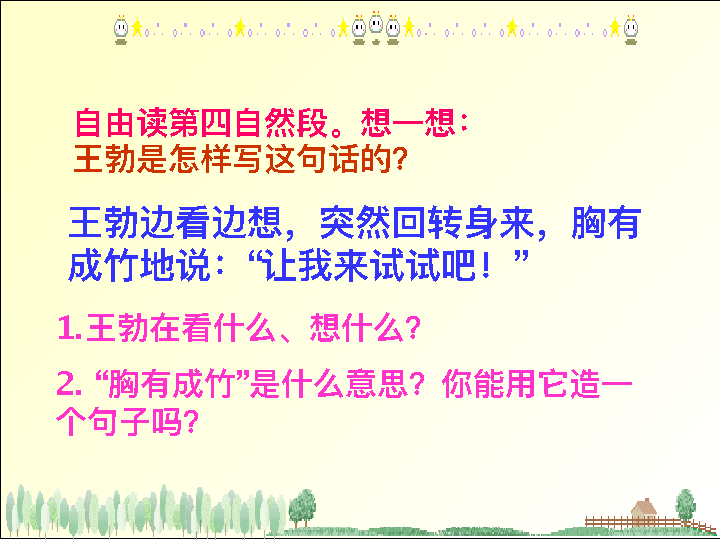 自由读第四自然段。想一想：
王勃是怎样写这句话的？
王勃边看边想，突然回转身来，胸有
成竹地说：“让我来试试吧！”
1.王勃在看什么、想什么？
2. “胸有成竹”是什么意思？你能用它造一
个句子吗？